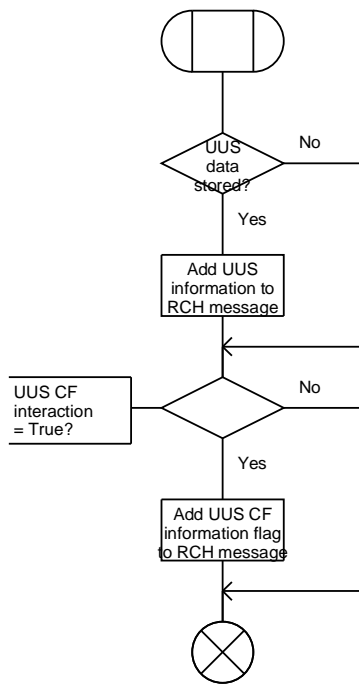 UUS
data
stored?
No
Yes
Add UUS
information to
RCH message
UUS CF
interaction
= True?
No
Yes
Add UUS CF
information flag
to RCH message